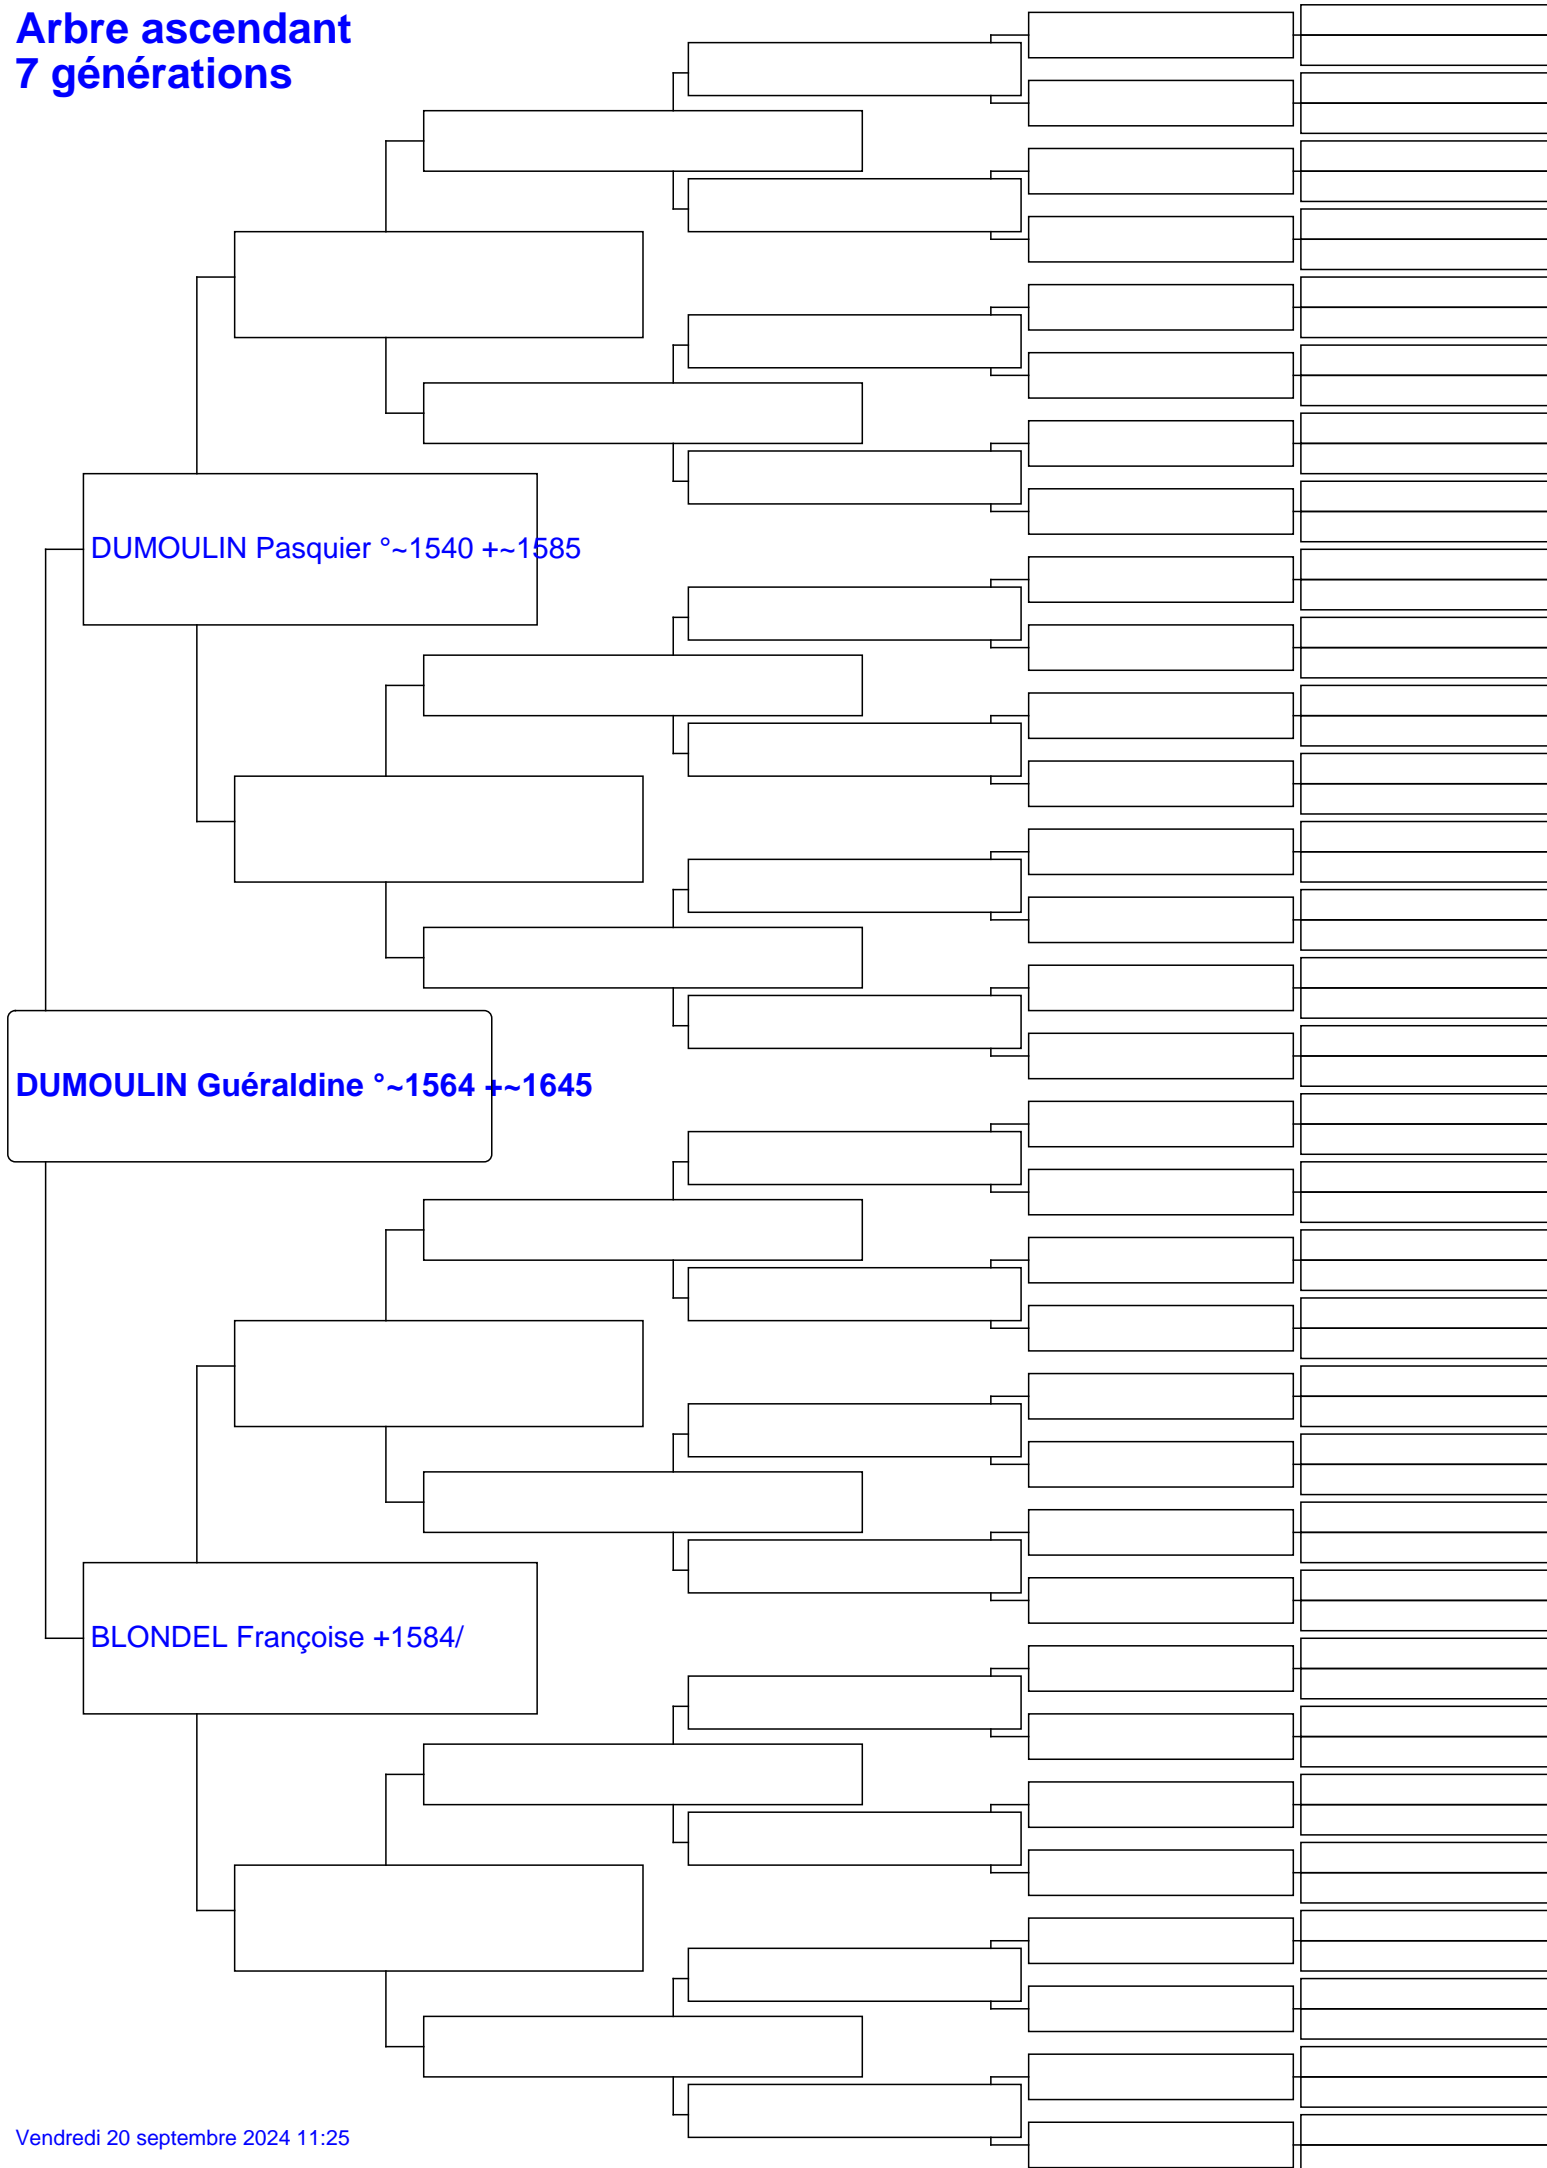 Arbre ascendant
7 générations
DUMOULIN Pasquier °~1540 +~1585
DUMOULIN Guéraldine °~1564 +~1645
BLONDEL Françoise +1584/
Vendredi 20 septembre 2024 11:25